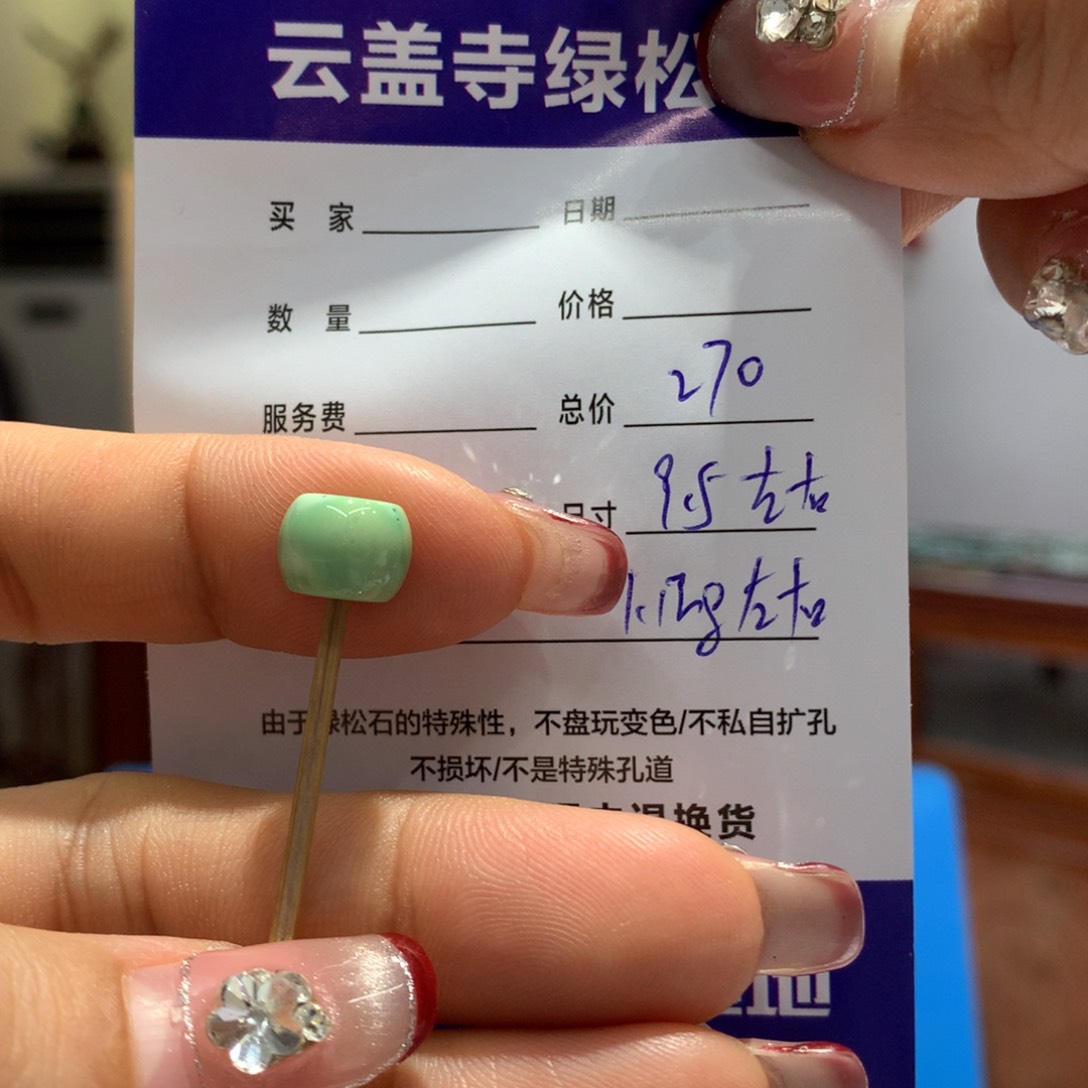 云盖寺绿松
买 家 日期
数 量 价格
服务费 总价 270
尺寸 9.5左右
1.12g左右
由于绿松石的特殊性，不盘玩变色/不私自扩孔
不损坏/不是特殊孔道
退换货